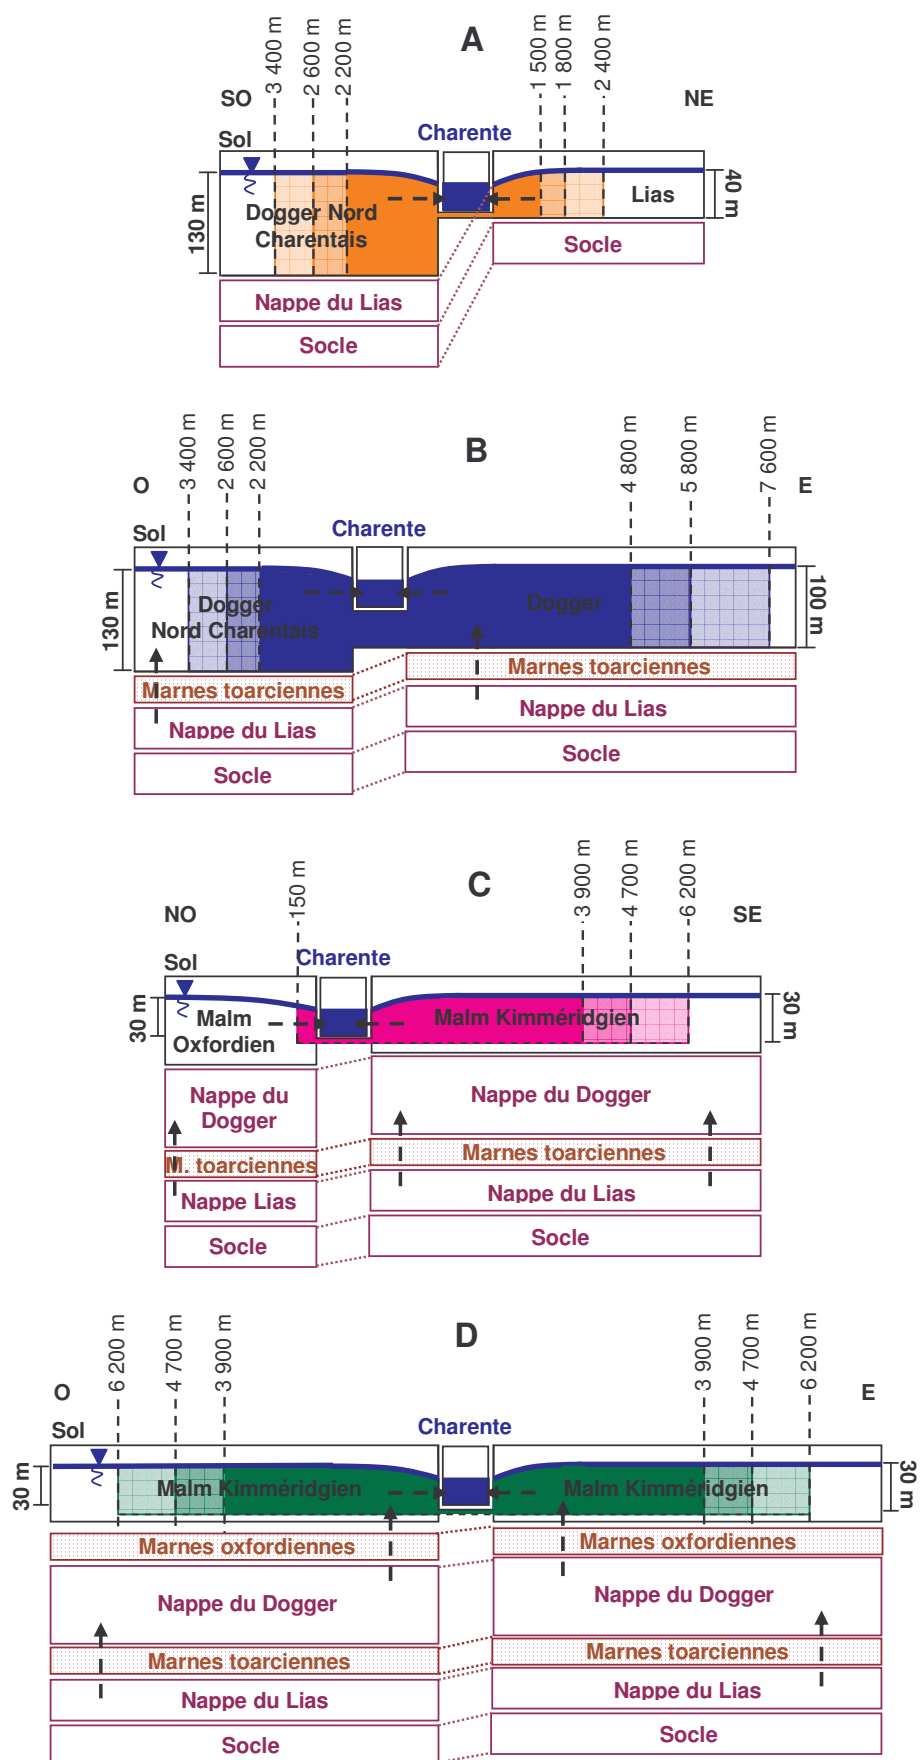 A
3 400 m
2 600 m
2 200 m
1 500 m
1 800 m
2 400 m
SO
NE
Sol
Charente
130 m
Dogger Nord
Charentais
Lias
40 m
Socle
Nappe du Lias
Socle
B
3 400 m
2 600 m
2 200 m
4 800 m
5 800 m
7 600 m
O
E
Sol
Charente
130 m
Dogger
Nord Charentais
Dogger
100 m
Marnes toarciennes
Marnes toarciennes
Nappe du Lias
Nappe du Lias
Socle
Socle
C
150 m
3 900 m
4 700 m
6 200 m
NO
SE
Sol
Charente
30 m
Malm
Oxfordien
Malm Kimméridgien
30 m
Nappe du
Dogger
Nappe du Dogger
M. toarciennes
Marnes toarciennes
Nappe Lias
Nappe du Lias
Socle
Socle
D
6 200 m
4 700 m
3 900 m
3 900 m
4 700 m
6 200 m
O
E
Sol
Charente
30 m
Malm Kimméridgien
Malm Kimméridgien
30 m
Marnes oxfordiennes
Marnes oxfordiennes
Nappe du Dogger
Nappe du Dogger
Marnes toarciennes
Marnes toarciennes
Nappe du Lias
Nappe du Lias
Socle
Socle